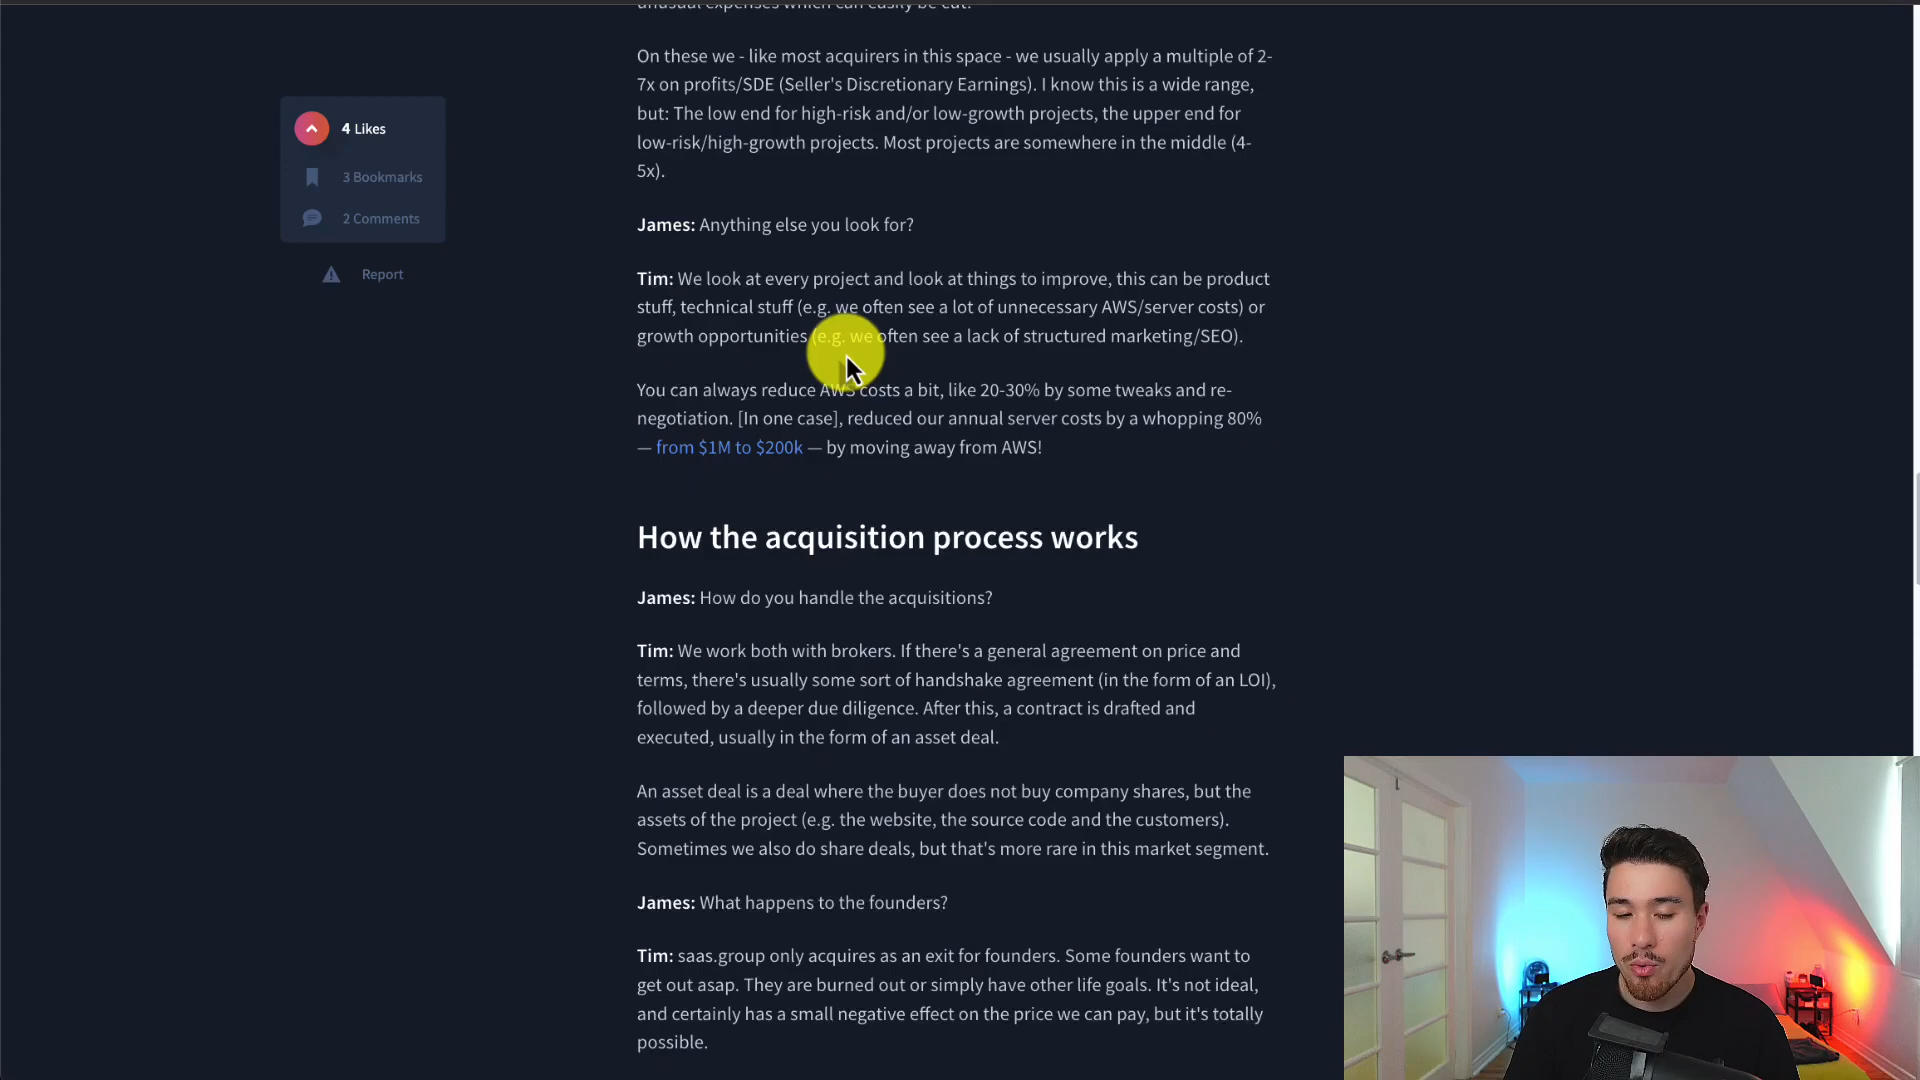 unusual expenses which can easily be cut.
On these we - like most acquirers in this space - we usually apply a multiple of 2-
7x on profits/SDE (Seller's Discretionary Earnings). I know this is a wide range,
but: The low end for high-risk and/or low-growth projects, the upper end for
low-risk/high-growth projects. Most projects are somewhere in the middle (4-
5x).
4 Likes
3 Bookmarks
2 Comments
Report
James: Anything else you look for?
Tim: We look at every project and look at things to improve, this can be product
stuff, technical stuff (e.g. we often see a lot of unnecessary AWS/server costs) or
growth opportunities (e.g. we often see a lack of structured marketing/SEO).
You can always reduce AWS costs a bit, like 20-30% by some tweaks and re-
negotiation. [In one case], reduced our annual server costs by a whopping 80%
— from $1M to $200k — by moving away from AWS!
How the acquisition process works
James: How do you handle the acquisitions?
Tim: We work both with brokers. If there's a general agreement on price and
terms, there's usually some sort of handshake agreement (in the form of an LOI),
followed by a deeper due diligence. After this, a contract is drafted and
executed, usually in the form of an asset deal.
An asset deal is a deal where the buyer does not buy company shares, but the
assets of the project (e.g. the website, the source code and the customers).
Sometimes we also do share deals, but that's more rare in this market segment.
James: What happens to the founders?
Tim: saas.group only acquires as an exit for founders. Some founders want to
get out asap. They are burned out or simply have other life goals. It's not ideal,
and certainly has a small negative effect on the price we can pay, but it's totally
possible.